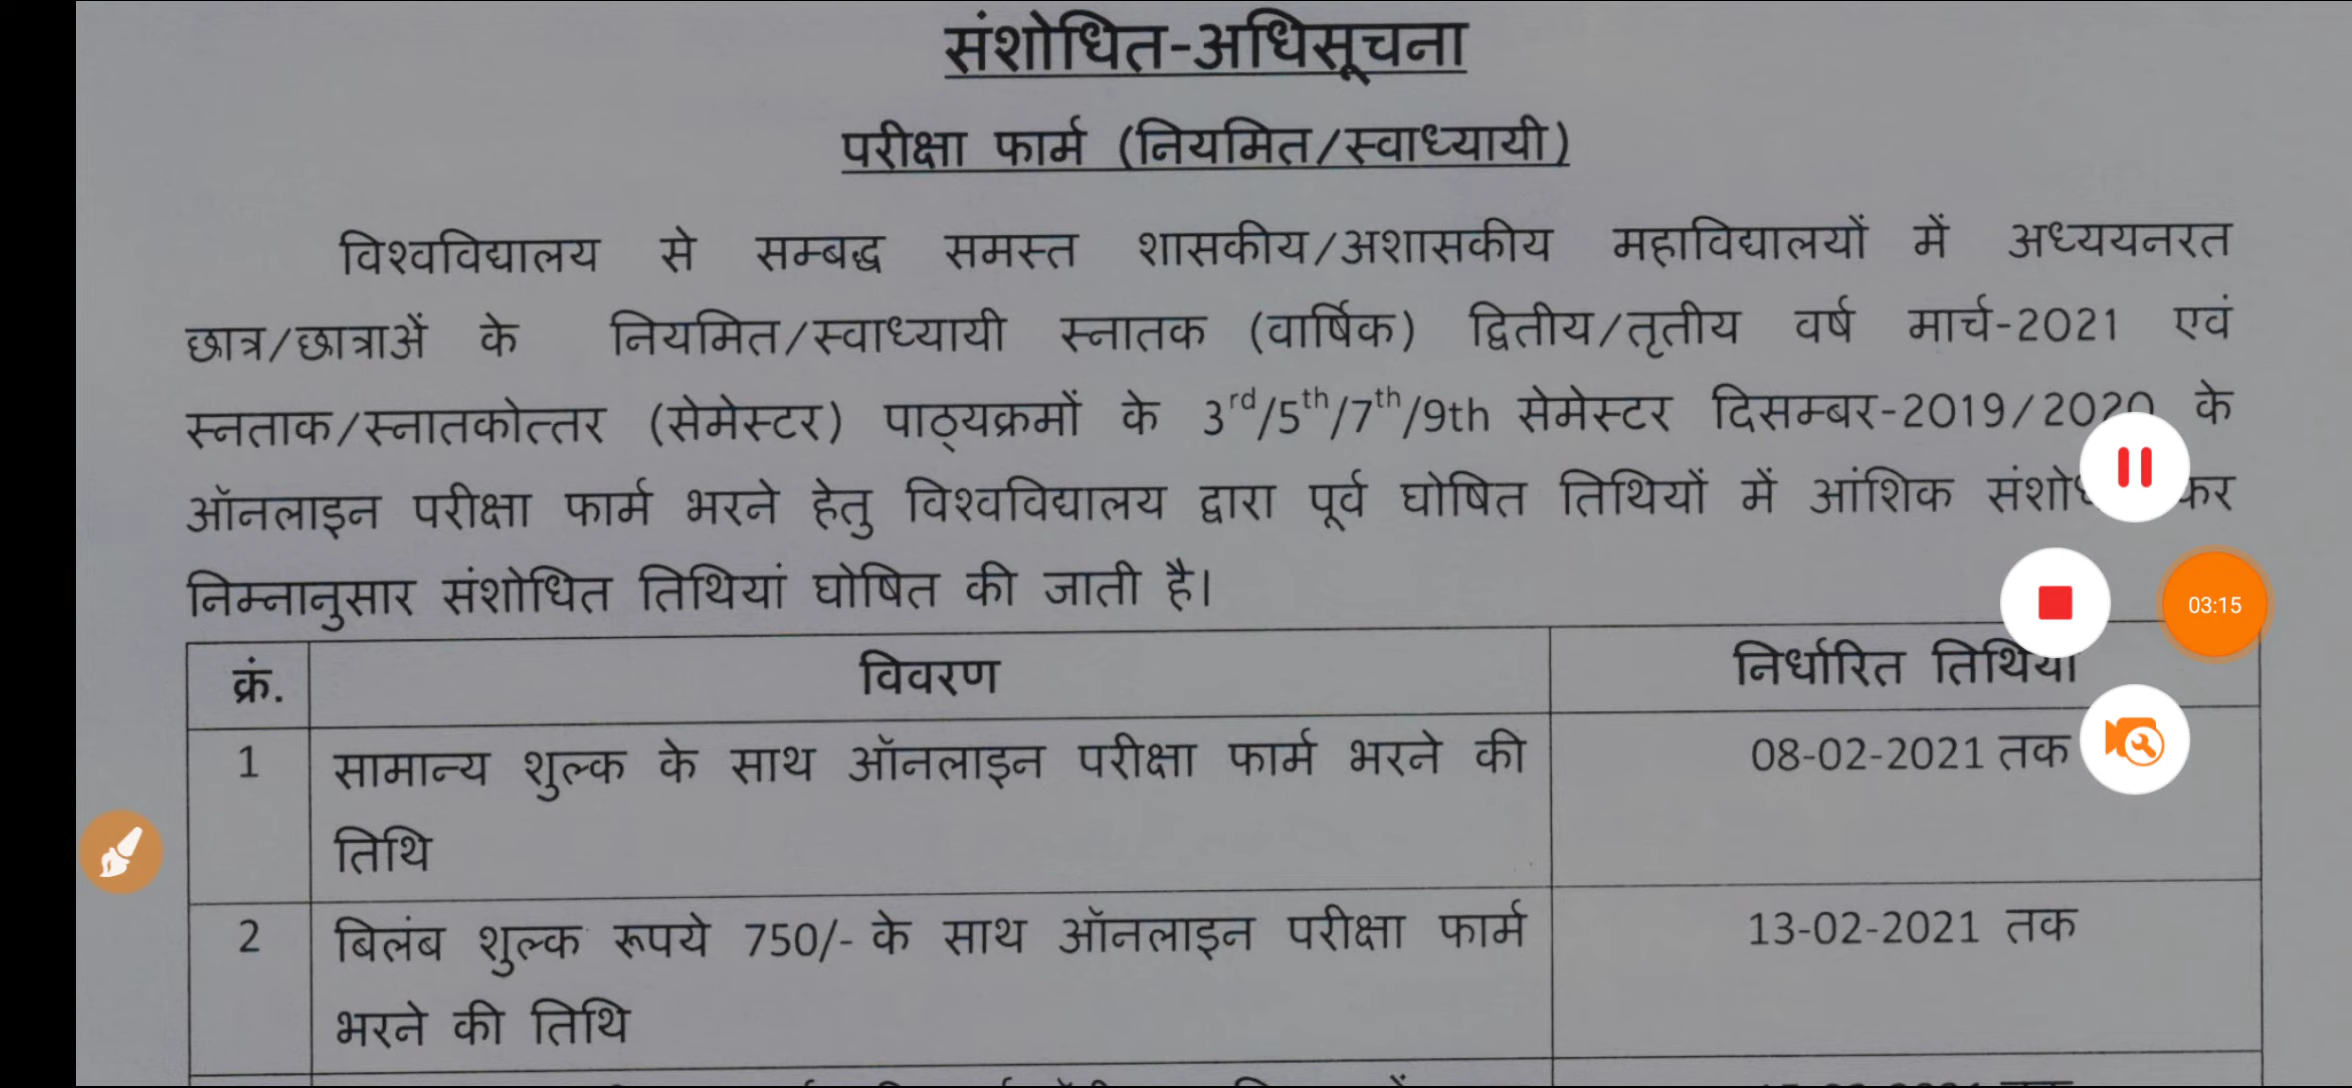 संशोधित-अधिसूचना
परीक्षा फार्म (नियमित/स्वाध्यायी)
विश्वविद्यालय से सम्बद्ध समस्त शासकीय/अशासकीय महाविद्यालयों में अध्ययनरत
छात्र/छात्राओं के नियमित/स्वाध्यायी स्नातक (वार्षिक) द्वितीय/तृतीय वर्ष मार्च-2021 एवं
स्नताक/स्नातकोत्तर (सेमेस्टर) पाठ्यक्रमों के 3rd/5th/7th/9th सेमेस्टर दिसम्बर-2019/2020 के
ऑनलाइन परीक्षा फार्म भरने हेतु विश्वविद्यालय द्वारा पूर्व घोषित तिथियों में आंशिक कर
निम्नानुसार संशोधित तिथियां घोषित की जाती है।
03:15
क्रं. विवरण निर्धारित तिथियां
1 सामान्य शुल्क के साथ ऑनलाइन परीक्षा फार्म भरने की 08-02-2021 तक
तिथि
2 बिलंब शुल्क रूपये 750/- के साथ ऑनलाइन परीक्षा फार्म 13-02-2021 तक
भरने की तिथि